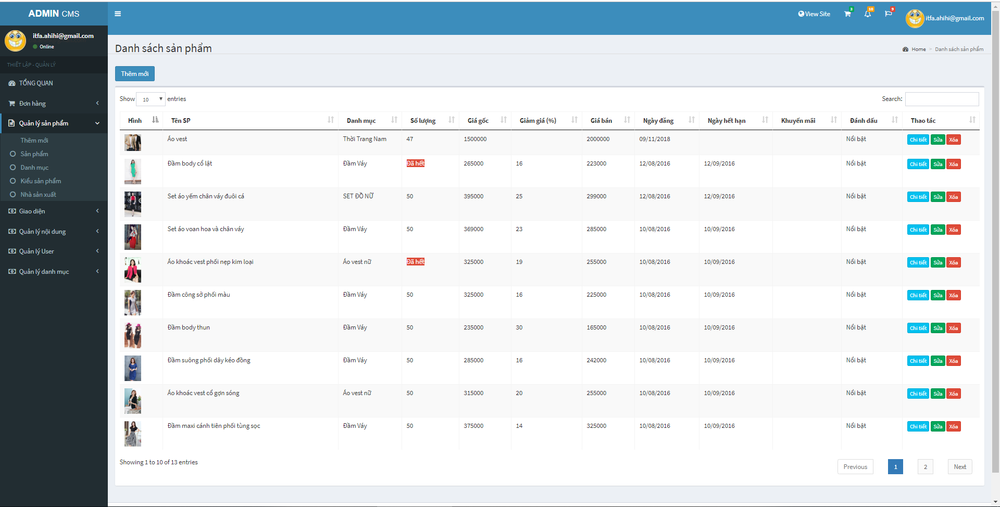 ADMIN CMS
View Site
3
10
9
itfa.ahihi@gmail.com
itfa.ahihi@gmail.com
Online
THIẾT LẬP - QUẢN LÝ
TỔNG QUAN
Đơn hàng
Quản lý sản phẩm
Thêm mới
Sản phẩm
Danh mục
Kiểu sản phẩm
Nhà sản xuất
Giao diện
Quản lý nội dung
Quản lý User
Quản lý danh mục
Danh sách sản phẩm
Home > Danh sách sản phẩm
Thêm mới
Show 10 entries
Search:
Hình Tên SP Danh mục Số lượng Giá gốc Giảm giá (%) Giá bán Ngày đăng Ngày hết hạn Khuyến mãi Đánh dấu Thao tác
Áo vest Thời Trang Nam 47 1500000 2000000 09/11/2018 Nổi bật Chi tiết Sửa Xóa
Đầm body cổ lật Đầm Váy Đã hết 265000 16 223000 12/08/2016 12/09/2016 Nổi bật Chi tiết Sửa Xóa
Set áo yếm chân váy đuôi cá SET ĐỒ NỮ 50 395000 25 299000 12/08/2016 12/09/2016 Nổi bật Chi tiết Sửa Xóa
Set áo voan hoa và chân váy Đầm Váy 50 369000 23 285000 10/08/2016 10/09/2016 Nổi bật Chi tiết Sửa Xóa
Áo khoác vest phối nẹp kim loại Áo vest nữ Đã hết 325000 19 255000 10/08/2016 10/09/2016 Nổi bật Chi tiết Sửa Xóa
Đầm công sở phối màu Đầm Váy 50 325000 16 225000 10/08/2016 10/09/2016 Nổi bật Chi tiết Sửa Xóa
Đầm body thun Đầm Váy 50 235000 30 165000 10/08/2016 10/09/2016 Nổi bật Chi tiết Sửa Xóa
Đầm suông phối dây kéo đồng Đầm Váy 50 285000 16 242000 10/08/2016 10/09/2016 Nổi bật Chi tiết Sửa Xóa
Áo khoác vest cổ gợn sóng Áo vest nữ 50 315000 20 255000 10/08/2016 10/09/2016 Nổi bật Chi tiết Sửa Xóa
Đầm maxi cánh tiên phối tùng sọc Đầm Váy 50 375000 14 325000 10/08/2016 10/09/2016 Nổi bật Chi tiết Sửa Xóa
Showing 1 to 10 of 13 entries
Previous 1 2 Next